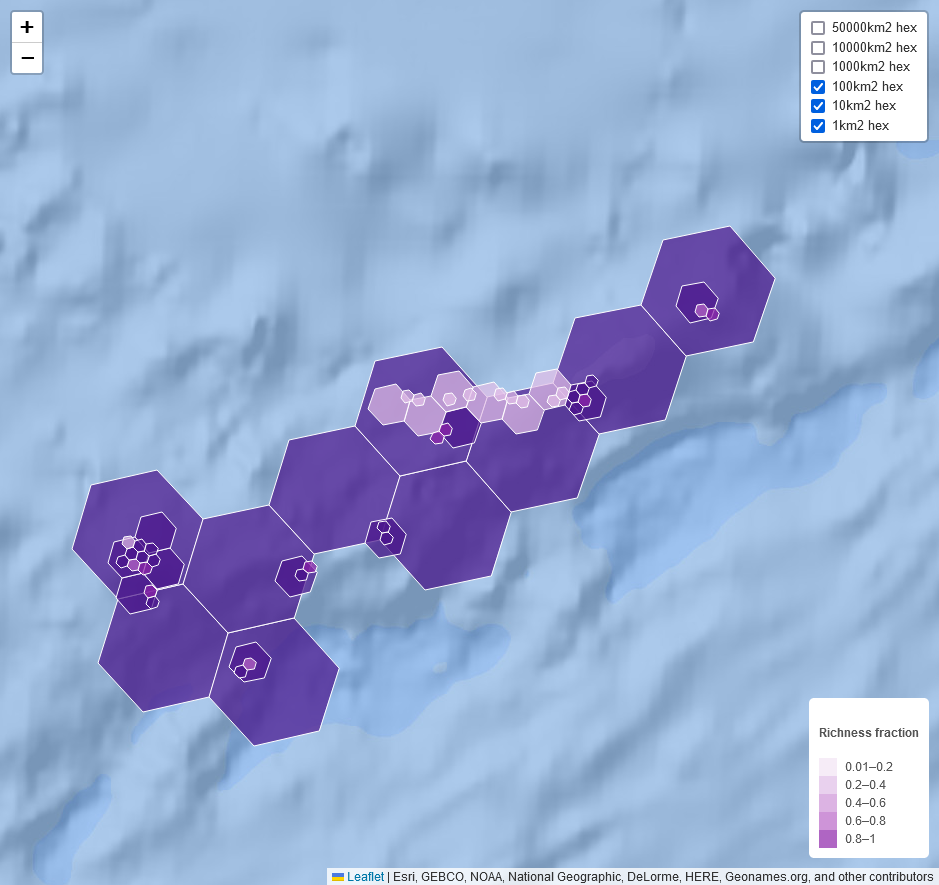 +
−
50000km2 hex
10000km2 hex
1000km2 hex
100km2 hex
10km2 hex
1km2 hex
Richness fraction
0.01–0.2
0.2–0.4
0.4–0.6
0.6–0.8
0.8–1
Leaflet | Esri, GEBCO, NOAA, National Geographic, DeLorme, HERE, Geonames.org, and other contributors